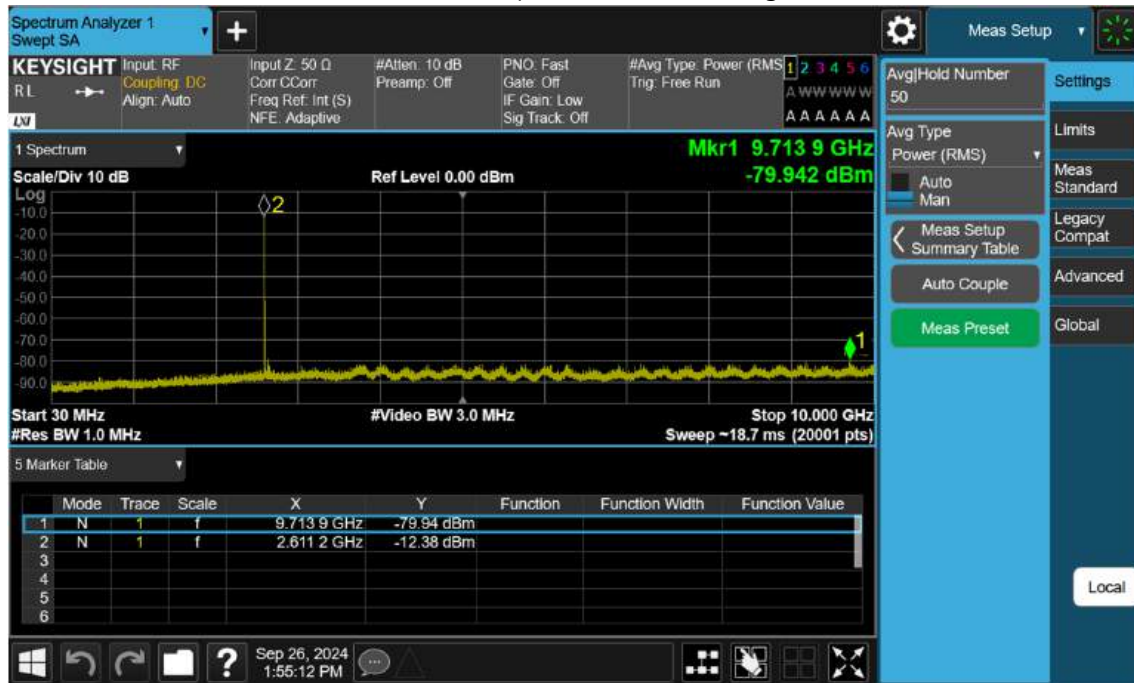 Spectrum Analyzer 1
Swept SA
+
Meas Setup
KEYSIGHT
RL
LXI
Input: RF
Coupling: DC
Align: Auto
Input Z: 50 Ω
Corr CCorr
Freq Ref: Int (S)
NFE: Adaptive
#Atten: 10 dB
Preamp: Off
PNO: Fast
Gate: Off
IF Gain: Low
Sig Track: Off
#Avg Type: Power (RMS
Trig: Free Run
1 2 3 4 5 6
A W W W W W
A A A A A A
1 Spectrum
Mkr1 9.713 9 GHz
-79.942 dBm
Scale/Div 10 dB
Ref Level 0.00 dBm
Log
-10.0
-20.0
-30.0
-40.0
-50.0
-60.0
-70.0
-80.0
-90.0
2
1
Start 30 MHz
#Video BW 3.0 MHz
Stop 10.000 GHz
#Res BW 1.0 MHz
Sweep ~18.7 ms (20001 pts)
5 Marker Table
Mode Trace Scale X Y Function Function Width Function Value
1 N 1 f 9.713 9 GHz -79.94 dBm
2 N 1 f 2.611 2 GHz -12.38 dBm
3
4
5
6
Avg|Hold Number
50
Avg Type
Power (RMS)
Auto
Man
Meas Setup
Summary Table
Auto Couple
Meas Preset
Settings
Limits
Meas
Standard
Legacy
Compat
Advanced
Global
Local
?
Sep 26, 2024
1:55:12 PM